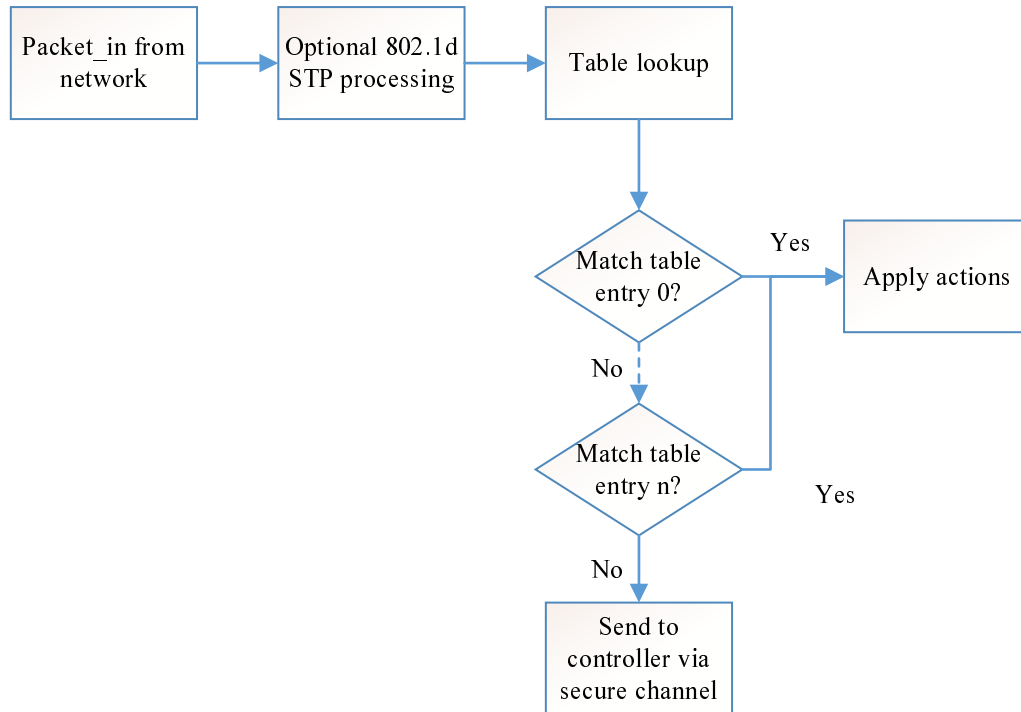 Packet_in from
network
Optional 802.1d
STP processing
Table lookup
Match table
entry 0?
Yes
Apply actions
No
Match table
entry n?
Yes
No
Send to
controller via
secure channel